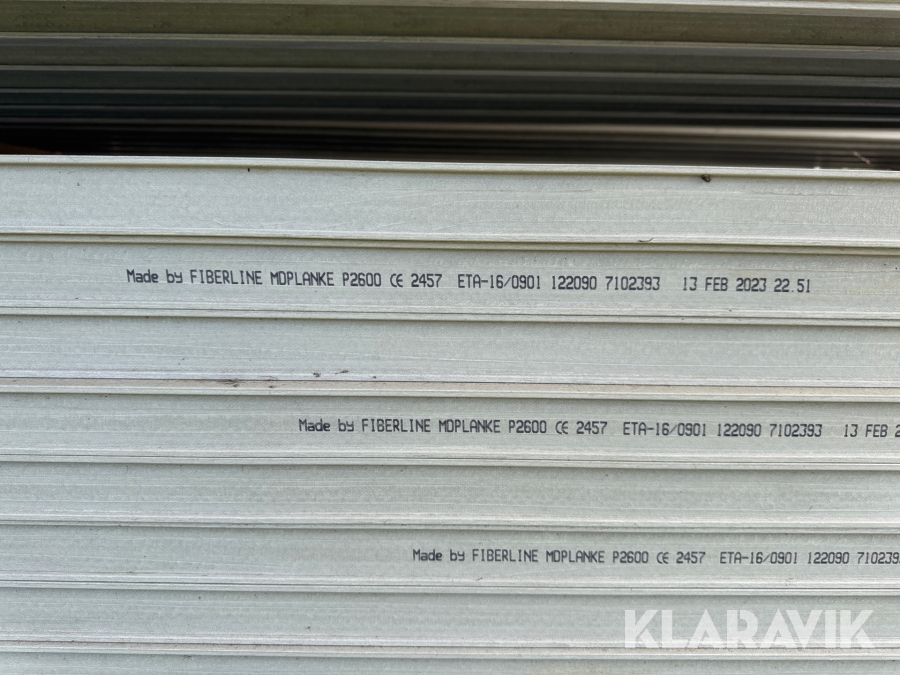 Made by FIBERLINE MDPLANKE P2600 CE 2457 ETA-16/0901 122090 7102393 13 FEB 2023 22.51
Made by FIBERLINE MDPLANKE P2600 CE 2457 ETA-16/0901 122090 7102393 13 FEB 2
Made by FIBERLINE MDPLANKE P2600 CE 2457 ETA-16/0901 122090 710239
KLARAVIK